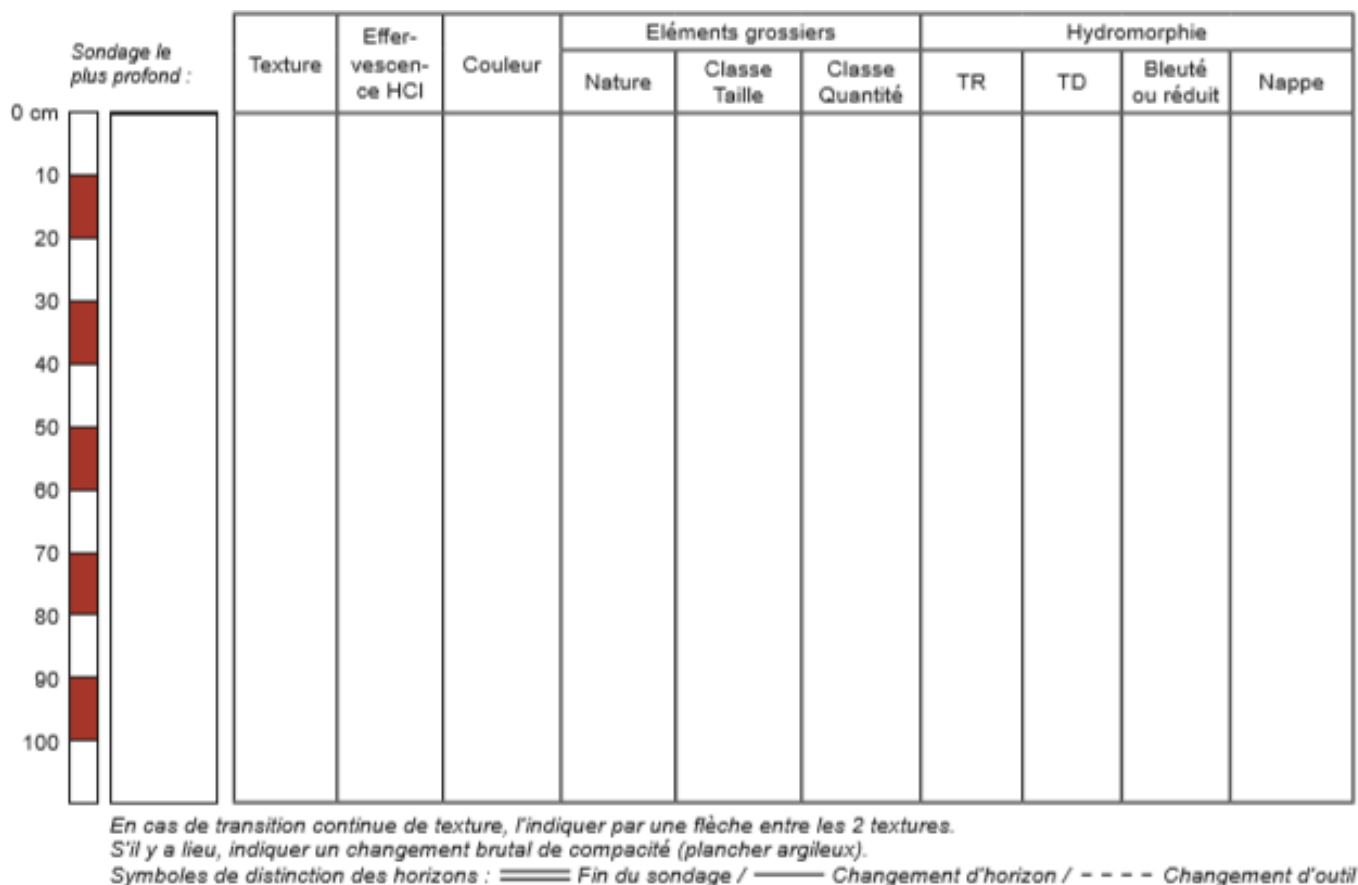 Sondage le
plus profond :
Texture
Effer-
vescen-
ce HCl
Couleur
Eléments grossiers
Hydromorphie
Nature
Classe
Taille
Classe
Quantité
TR
TD
Bleuté
ou réduit
Nappe
0 cm
10
20
30
40
50
60
70
80
90
100
En cas de transition continue de texture, l'indiquer par une flèche entre les 2 textures.
S'il y a lieu, indiquer un changement brutal de compacité (plancher argileux).
Symboles de distinction des horizons : Fin du sondage / Changement d'horizon / Changement d'outil